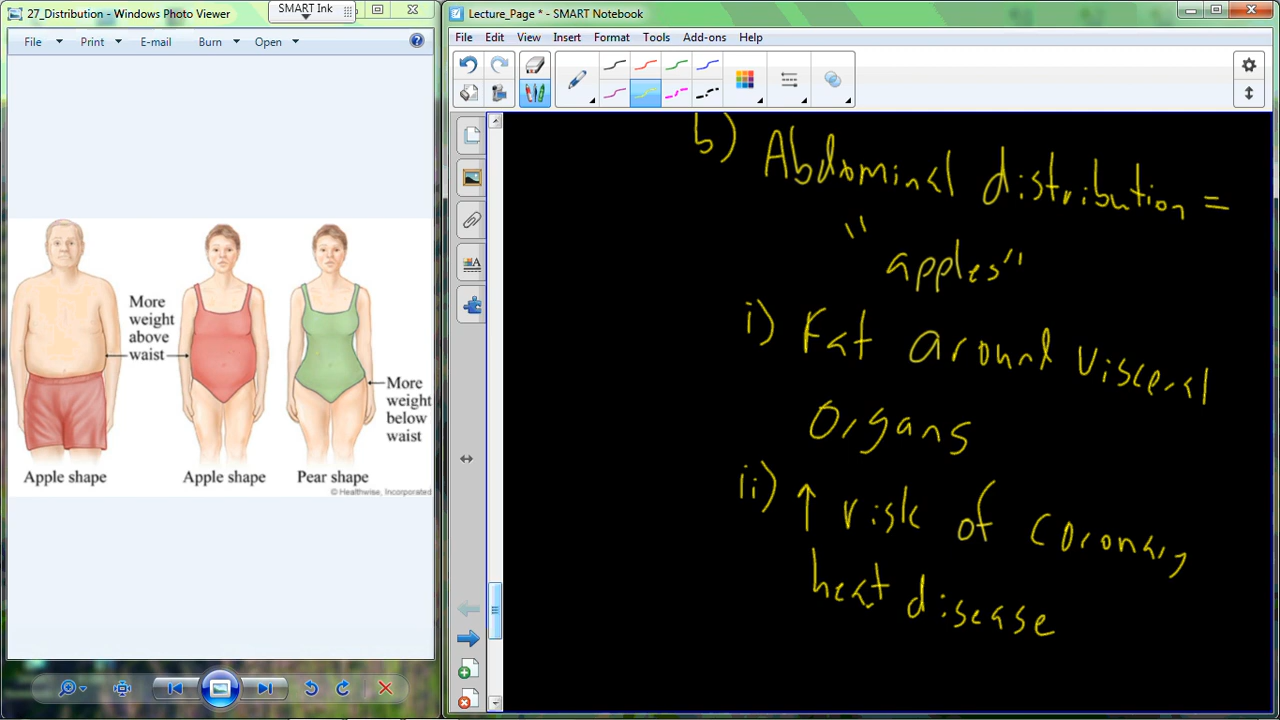 27_Distribution - Windows Photo Viewer
SMART Ink
File Print E-mail Burn Open
More
weight
above
waist
More
weight
below
waist
Apple shape Apple shape Pear shape
© Healthwise, Incorporated
Lecture_Page * - SMART Notebook
File Edit View Insert Format Tools Add-ons Help
b) Abdominal distribution =
"apples"
i) Fat around visceral
organs
ii) ↑ risk of coronary
heat disease